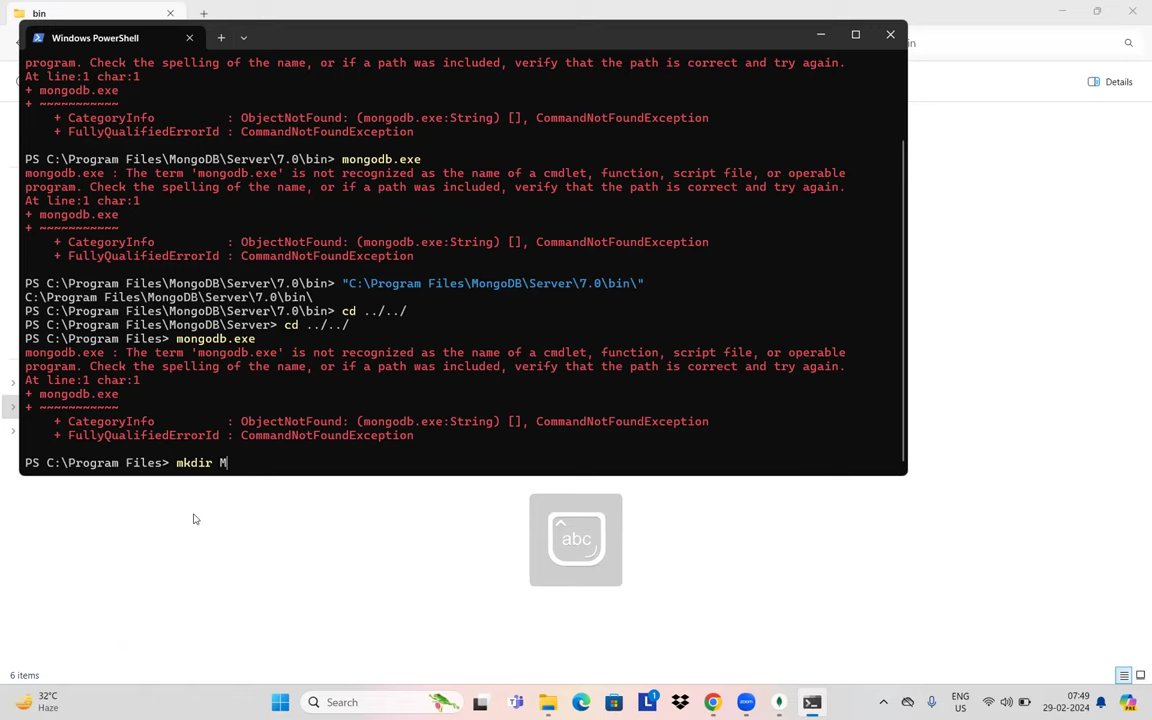 bin
Windows PowerShell
in
Details
program. Check the spelling of the name, or if a path was included, verify that the path is correct and try again.
At line:1 char:1
+ mongodb.exe
+ ~~~~~~~~~~~
+ CategoryInfo : ObjectNotFound: (mongodb.exe:String) [], CommandNotFoundException
+ FullyQualifiedErrorId : CommandNotFoundException
PS C:\Program Files\MongoDB\Server\7.0\bin> mongodb.exe
mongodb.exe : The term 'mongodb.exe' is not recognized as the name of a cmdlet, function, script file, or operable
program. Check the spelling of the name, or if a path was included, verify that the path is correct and try again.
At line:1 char:1
+ mongodb.exe
+ ~~~~~~~~~~~
+ CategoryInfo : ObjectNotFound: (mongodb.exe:String) [], CommandNotFoundException
+ FullyQualifiedErrorId : CommandNotFoundException
PS C:\Program Files\MongoDB\Server\7.0\bin> "C:\Program Files\MongoDB\Server\7.0\bin\"
C:\Program Files\MongoDB\Server\7.0\bin\
PS C:\Program Files\MongoDB\Server\7.0\bin> cd ../../
PS C:\Program Files\MongoDB\Server> cd ../../
PS C:\Program Files> mongodb.exe
mongodb.exe : The term 'mongodb.exe' is not recognized as the name of a cmdlet, function, script file, or operable
program. Check the spelling of the name, or if a path was included, verify that the path is correct and try again.
At line:1 char:1
+ mongodb.exe
+ ~~~~~~~~~~~
+ CategoryInfo : ObjectNotFound: (mongodb.exe:String) [], CommandNotFoundException
+ FullyQualifiedErrorId : CommandNotFoundException
PS C:\Program Files> mkdir M
abc
6 items
32°C
Haze
Search
1
ENG
US
07:49
29-02-2024
PRE